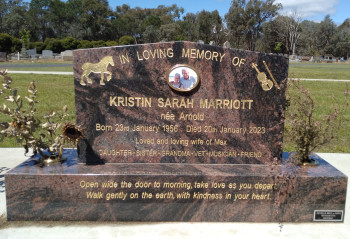 IN LOVING MEMORY OF
KRISTIN SARAH MARRIOTT
née Arnold
Born 23rd January 1956 - Died 20th January 2023
Loved and loving wife of Max
DAUGHTER - SISTER - GRANDMA - VET - MUSICIAN - FRIEND
Open wide the door to morning, take love as you depart
Walk gently on the earth, with kindness in your heart.